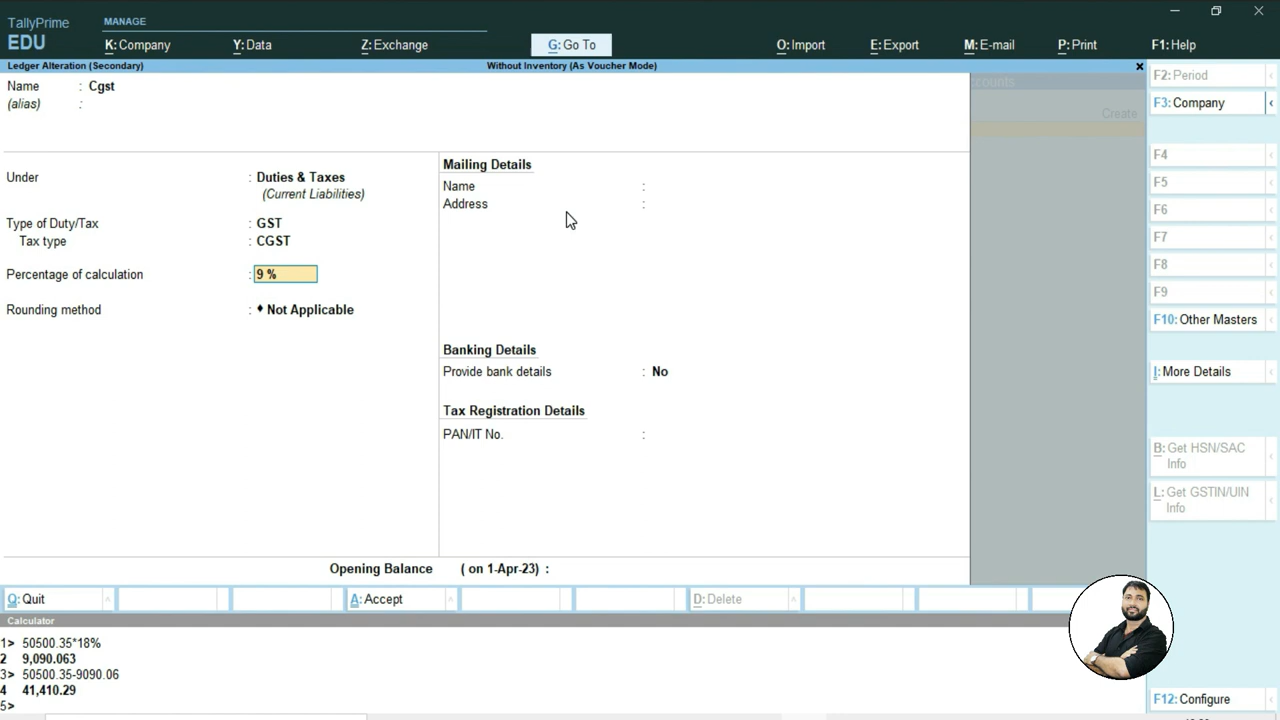 TallyPrime
EDU
MANAGE
K: Company
Y: Data
Z: Exchange
G: Go To
O: Import
E: Export
M: E-mail
P: Print
F1: Help
Ledger Alteration (Secondary)
Without Inventory (As Voucher Mode)
Name : Cgst
(alias) :
Under : Duties & Taxes
(Current Liabilities)
Type of Duty/Tax : GST
Tax type : CGST
Percentage of calculation : 9 %
Rounding method : ♦ Not Applicable
Mailing Details
Name :
Address :
Banking Details
Provide bank details : No
Tax Registration Details
PAN/IT No. :
Opening Balance ( on 1-Apr-23) :
Create
F2: Period
F3: Company
F4
F5
F6
F7
F8
F9
F10: Other Masters
I: More Details
B: Get HSN/SAC
Info
L: Get GSTIN/UIN
Info
F12: Configure
Q: Quit
A: Accept
D: Delete
Calculator
1> 50500.35*18%
2 9,090.063
3> 50500.35-9090.06
4 41,410.29
5>